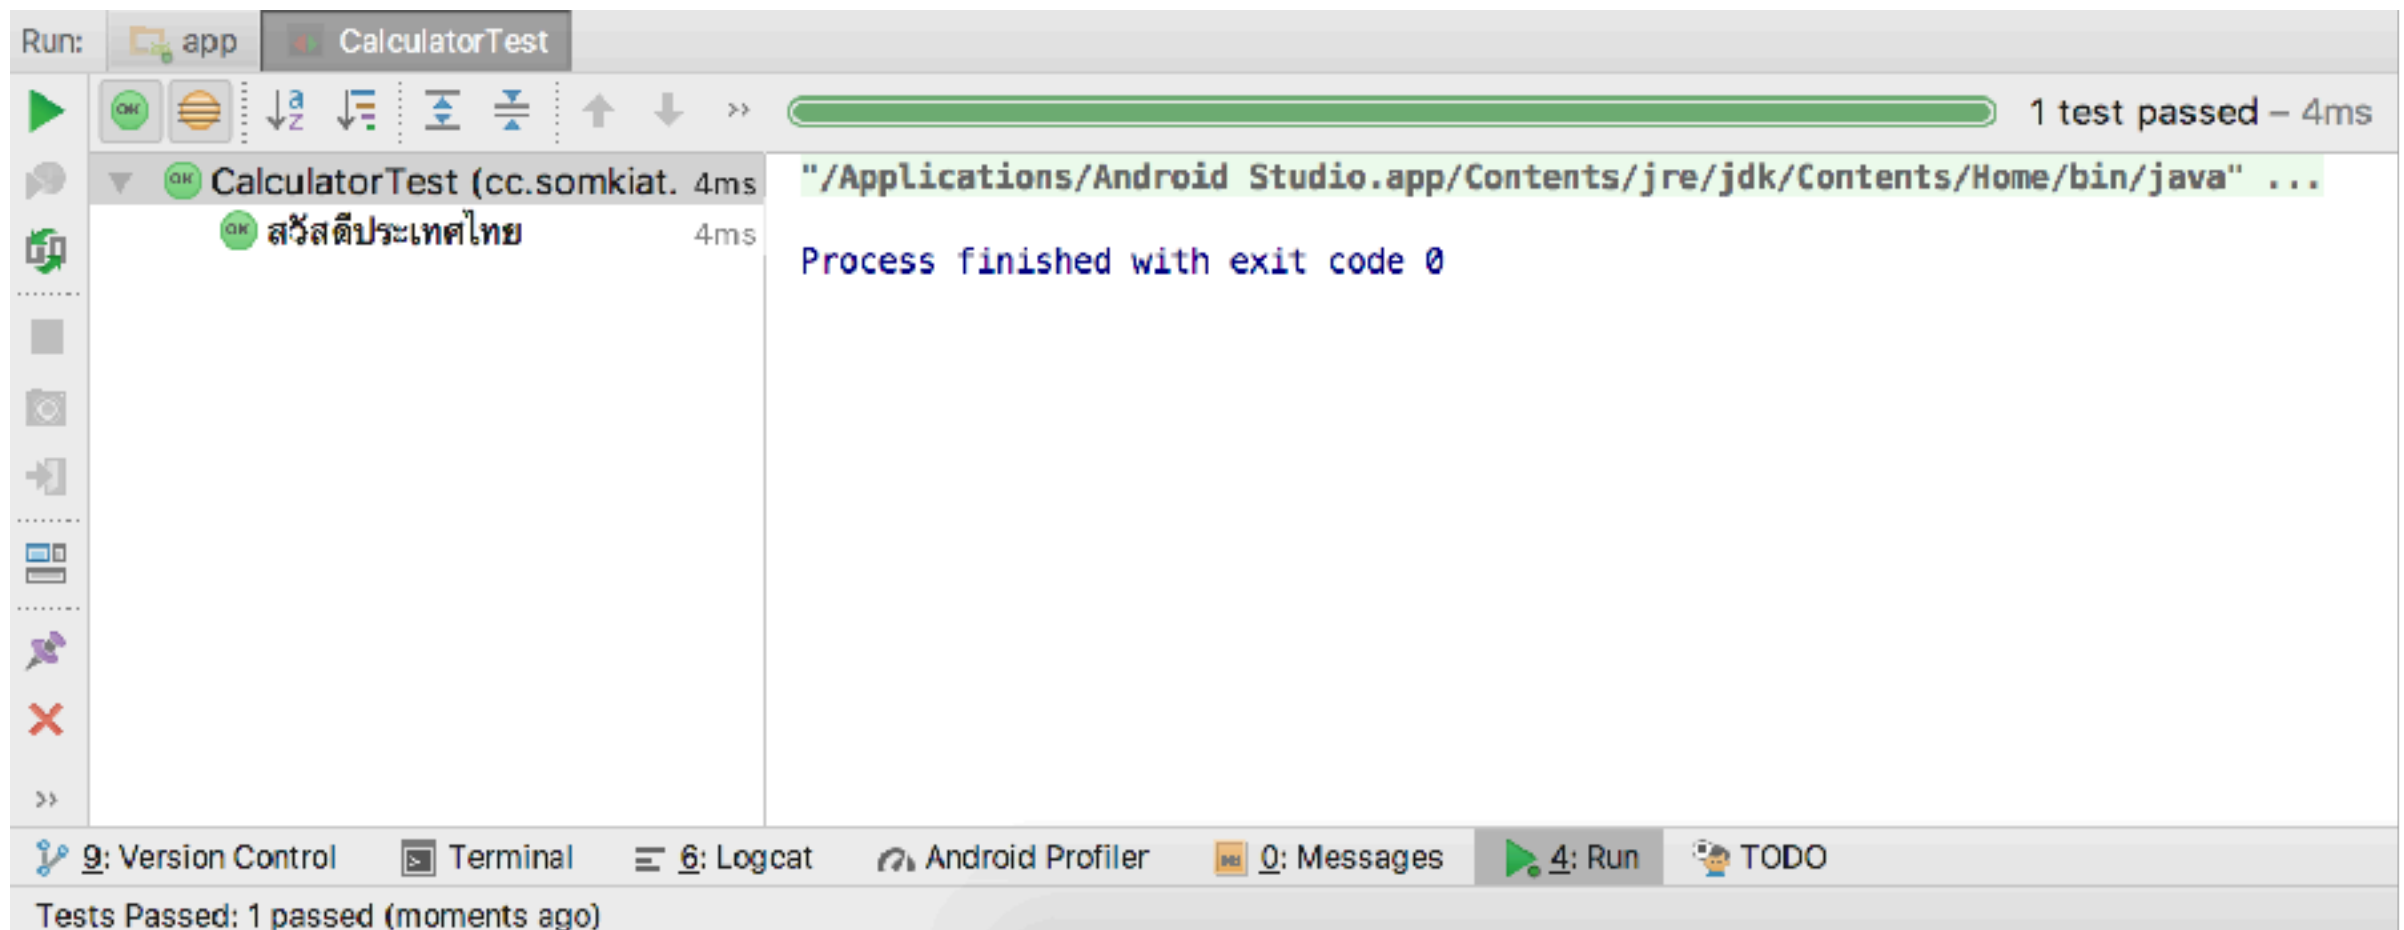 Run: app CalculatorTest
1 test passed – 4ms
CalculatorTest (cc.somkiat. 4ms
สวัสดีประเทศไทย 4ms
"/Applications/Android Studio.app/Contents/jre/jdk/Contents/Home/bin/java" ...
Process finished with exit code 0
9: Version Control Terminal 6: Logcat Android Profiler 0: Messages 4: Run TODO
Tests Passed: 1 passed (moments ago)